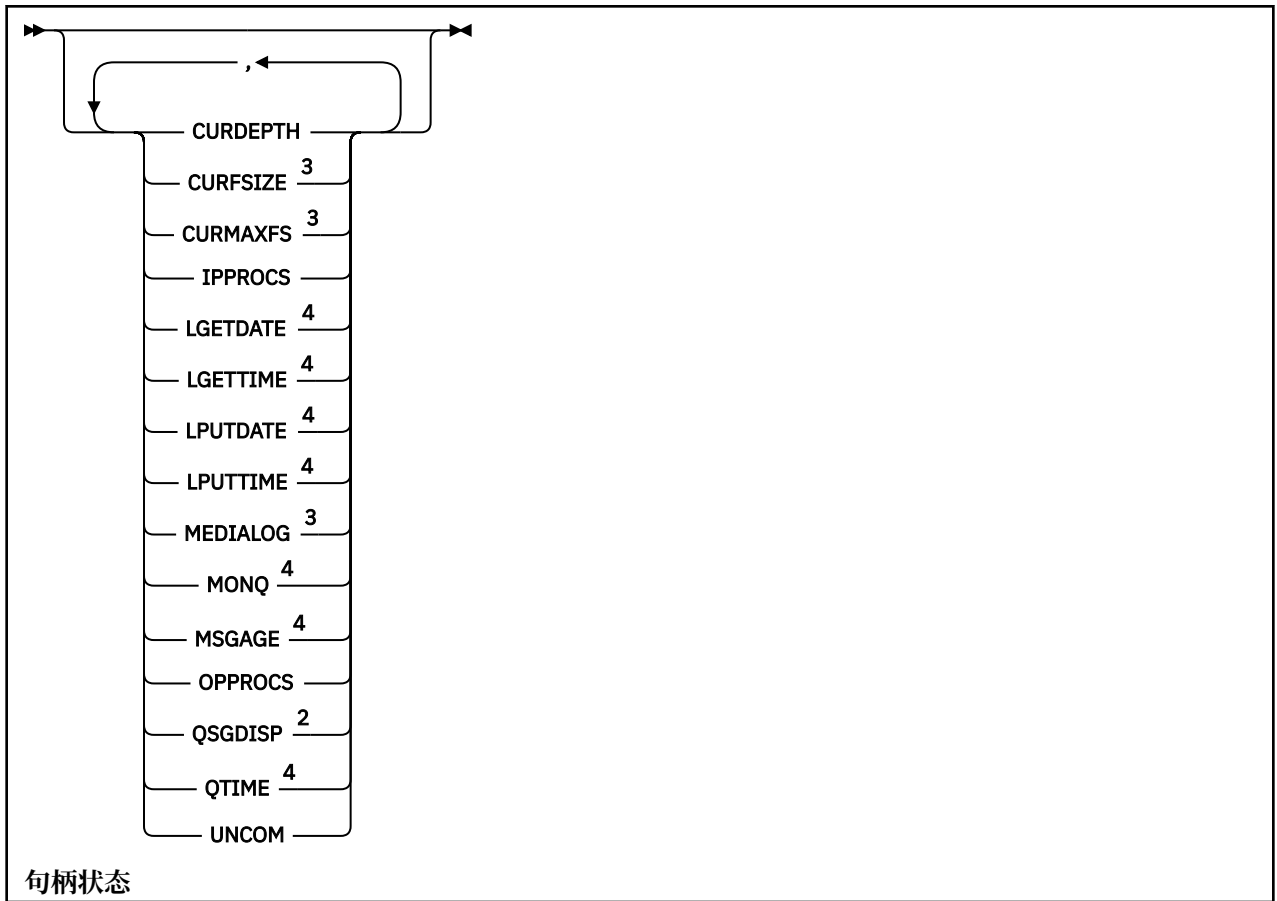 ,
CURDEPTH
CURFSIZE 3
CURMAXFS 3
IPPROCS
LGETDATE 4
LGETTIME 4
LPUTDATE 4
LPUTTIME 4
MEDIALOG 3
MONQ 4
MSGAGE 4
OPPROCS
QSGDISP 2
QTIME 4
UNCOM
句柄状态